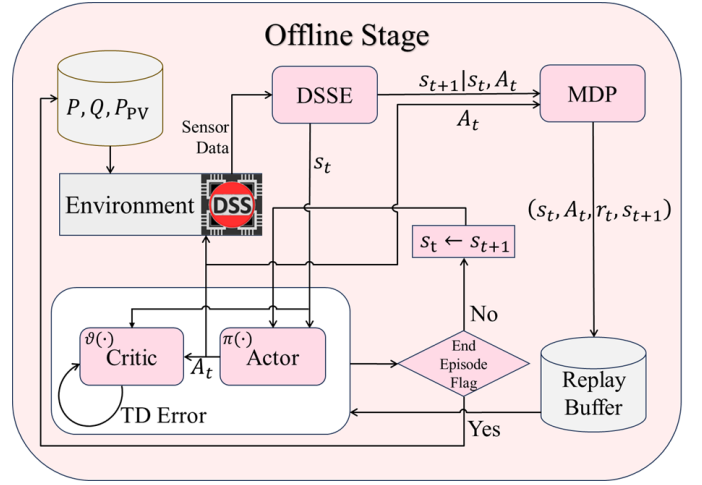 Offline Stage
P, Q, P_PV
Sensor
Data
DSSE
s_{t+1}|s_t, A_t
A_t
MDP
s_t
Environment
DSS
(s_t, A_t, r_t, s_{t+1})
s_t ← s_{t+1}
No
ϑ(·)
Critic
A_t
π(·)
Actor
TD Error
End
Episode
Flag
Yes
Replay
Buffer